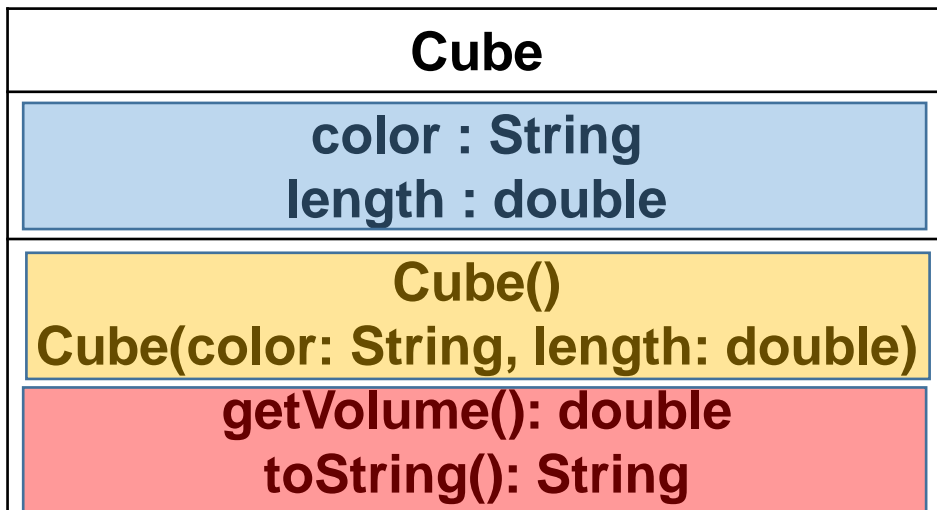 Cube
color : String
length : double
Cube()
Cube(color: String, length: double)
getVolume(): double
toString(): String